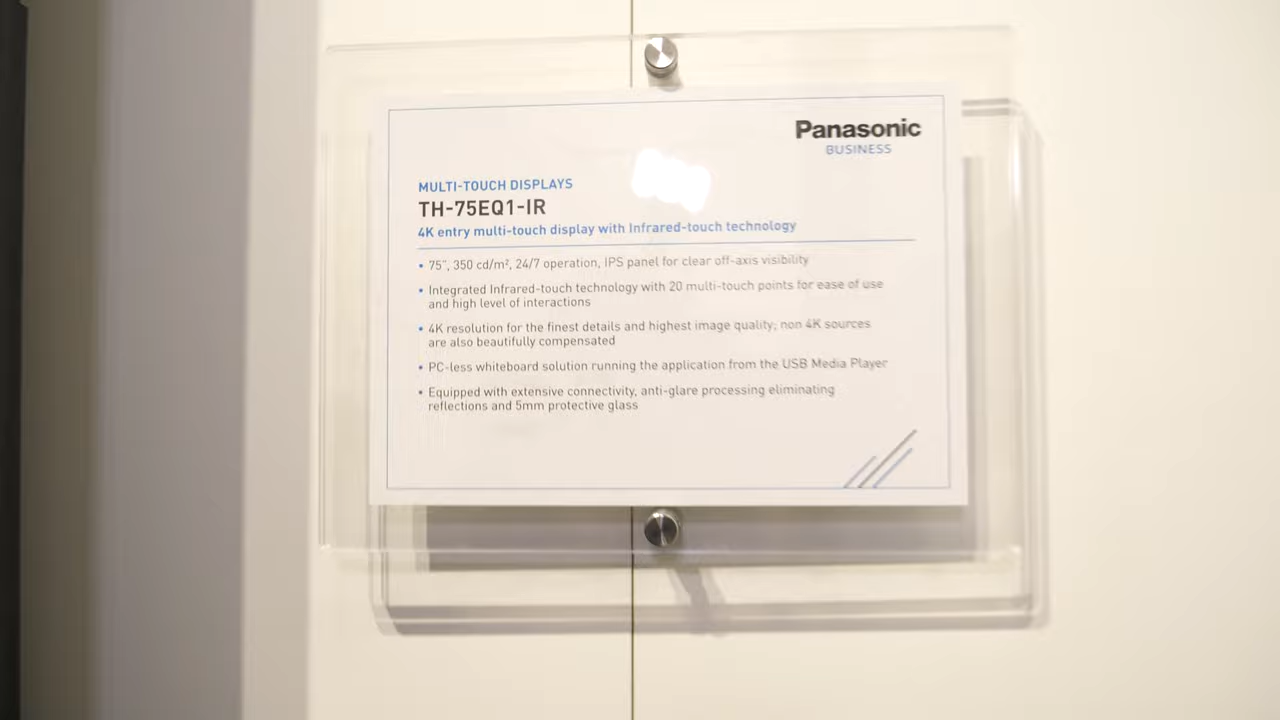 Panasonic
BUSINESS
MULTI-TOUCH DISPLAYS
TH-75EQ1-IR
4K entry multi-touch display with Infrared-touch technology
• 75", 350 cd/m², 24/7 operation, IPS panel for clear off-axis visibility
• Integrated Infrared-touch technology with 20 multi-touch points for ease of use
and high level of interactions
• 4K resolution for the finest details and highest image quality; non 4K sources
are also beautifully compensated
• PC-less whiteboard solution running the application from the USB Media Player
• Equipped with extensive connectivity, anti-glare processing eliminating
reflections and 5mm protective glass